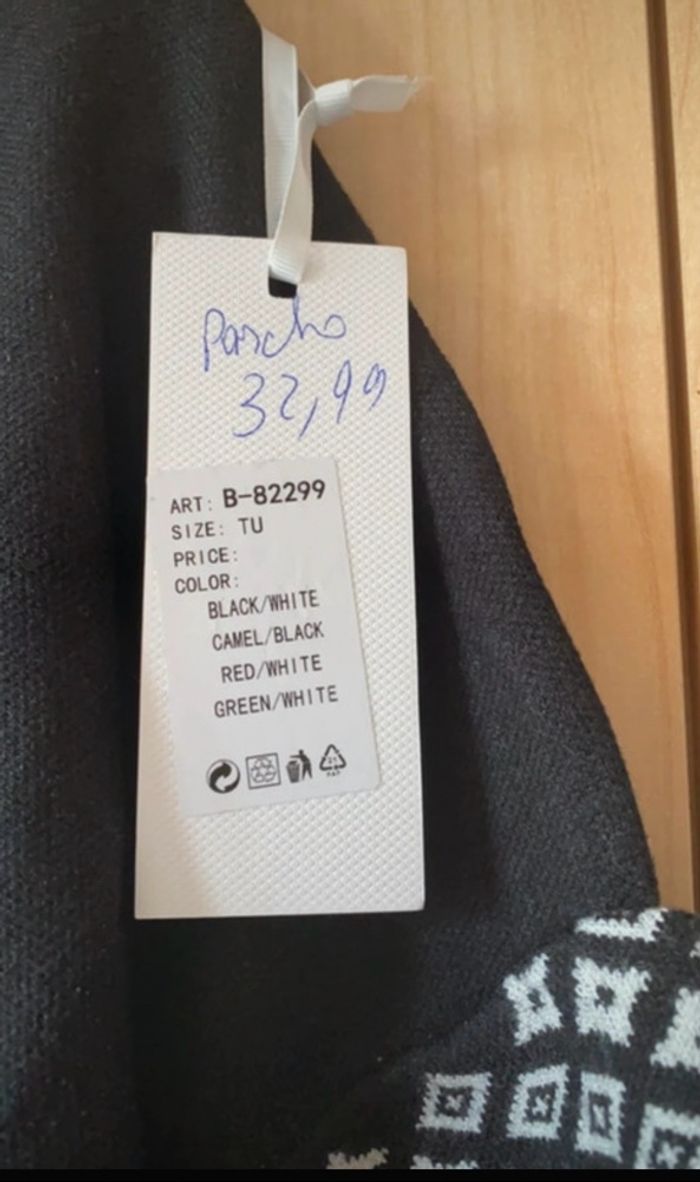 Poncho
32,99
ART: B-82299
SIZE: TU
PRICE:
COLOR:
BLACK/WHITE
CAMEL/BLACK
RED/WHITE
GREEN/WHITE